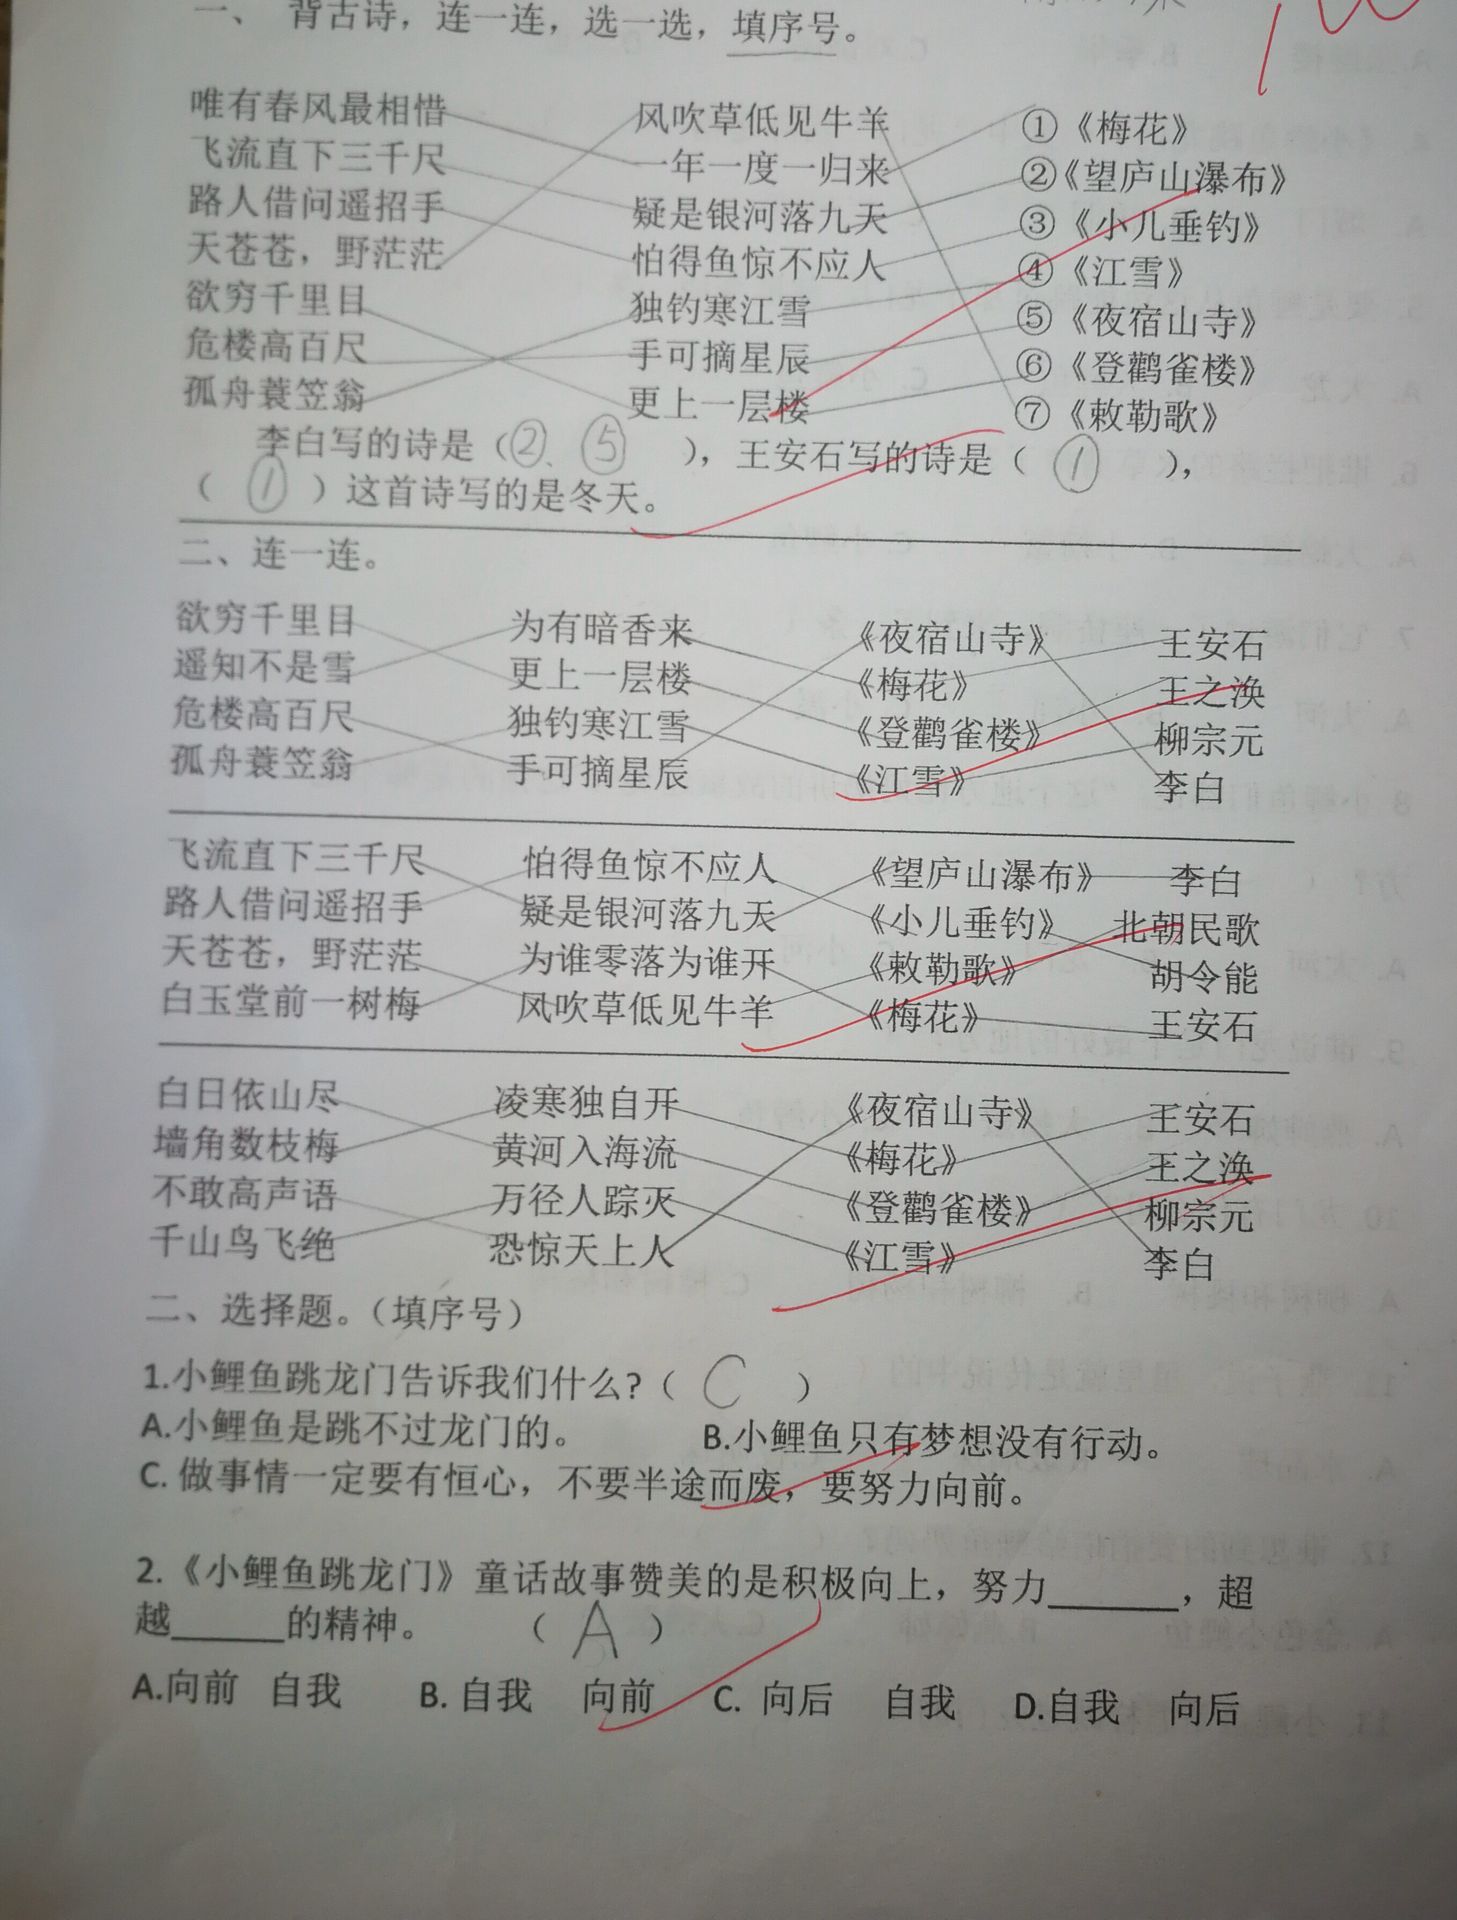 一、 背古诗，连一连，选一选，填序号。
唯有春风最相惜 风吹草低见牛羊 ①《梅花》
飞流直下三千尺 一年一度一归来 ②《望庐山瀑布》
路人借问遥招手 疑是银河落九天 ③《小儿垂钓》
天苍苍，野茫茫 怕得鱼惊不应人 ④《江雪》
欲穷千里目 独钓寒江雪 ⑤《夜宿山寺》
危楼高百尺 手可摘星辰 ⑥《登鹳雀楼》
孤舟蓑笠翁 更上一层楼 ⑦《敕勒歌》
李白写的诗是（②、⑤ ），王安石写的诗是（ ① ），
（ ① ）这首诗写的是冬天。
二、连一连。
欲穷千里目 为有暗香来 《夜宿山寺》 王安石
遥知不是雪 更上一层楼 《梅花》 王之涣
危楼高百尺 独钓寒江雪 《登鹳雀楼》 柳宗元
孤舟蓑笠翁 手可摘星辰 《江雪》 李白
飞流直下三千尺 怕得鱼惊不应人 《望庐山瀑布》 李白
路人借问遥招手 疑是银河落九天 《小儿垂钓》 北朝民歌
天苍苍，野茫茫 为谁零落为谁开 《敕勒歌》 胡令能
白玉堂前一树梅 风吹草低见牛羊 《梅花》 王安石
白日依山尽 凌寒独自开 《夜宿山寺》 王安石
墙角数枝梅 黄河入海流 《梅花》 王之涣
不敢高声语 万径人踪灭 《登鹳雀楼》 柳宗元
千山鸟飞绝 恐惊天上人 《江雪》 李白
二、选择题。（填序号）
1.小鲤鱼跳龙门告诉我们什么?（ C ）
A.小鲤鱼是跳不过龙门的。 B.小鲤鱼只有梦想没有行动。
C. 做事情一定要有恒心，不要半途而废，要努力向前。
2.《小鲤鱼跳龙门》童话故事赞美的是积极向上，努力______，超
越_____的精神。 （ A ）
A.向前 自我 B. 自我 向前 C. 向后 自我 D.自我 向后